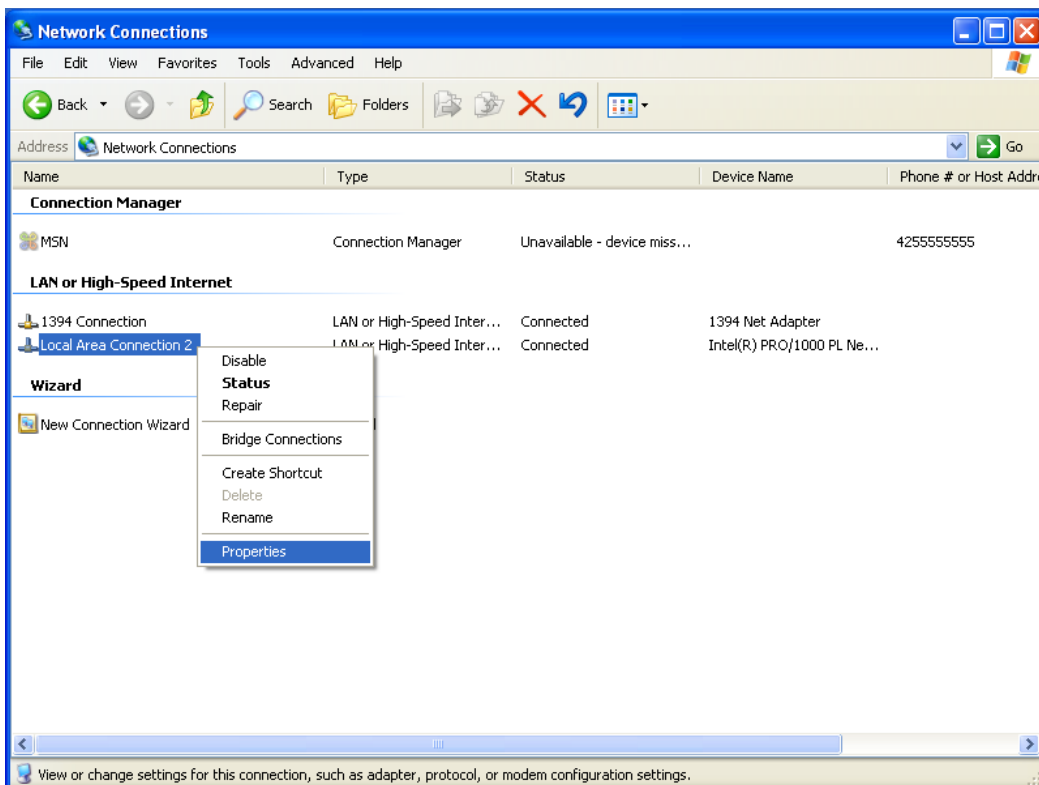 Network Connections
File Edit View Favorites Tools Advanced Help
Back Search Folders
Address Network Connections Go
Name Type Status Device Name Phone # or Host Addr
Connection Manager
MSN Connection Manager Unavailable - device miss... 4255555555
LAN or High-Speed Internet
1394 Connection LAN or High-Speed Inter... Connected 1394 Net Adapter
Local Area Connection 2 LAN or High-Speed Inter... Connected Intel(R) PRO/1000 PL Ne...
Wizard
New Connection Wizard
Disable
Status
Repair
Bridge Connections
Create Shortcut
Delete
Rename
Properties
View or change settings for this connection, such as adapter, protocol, or modem configuration settings.